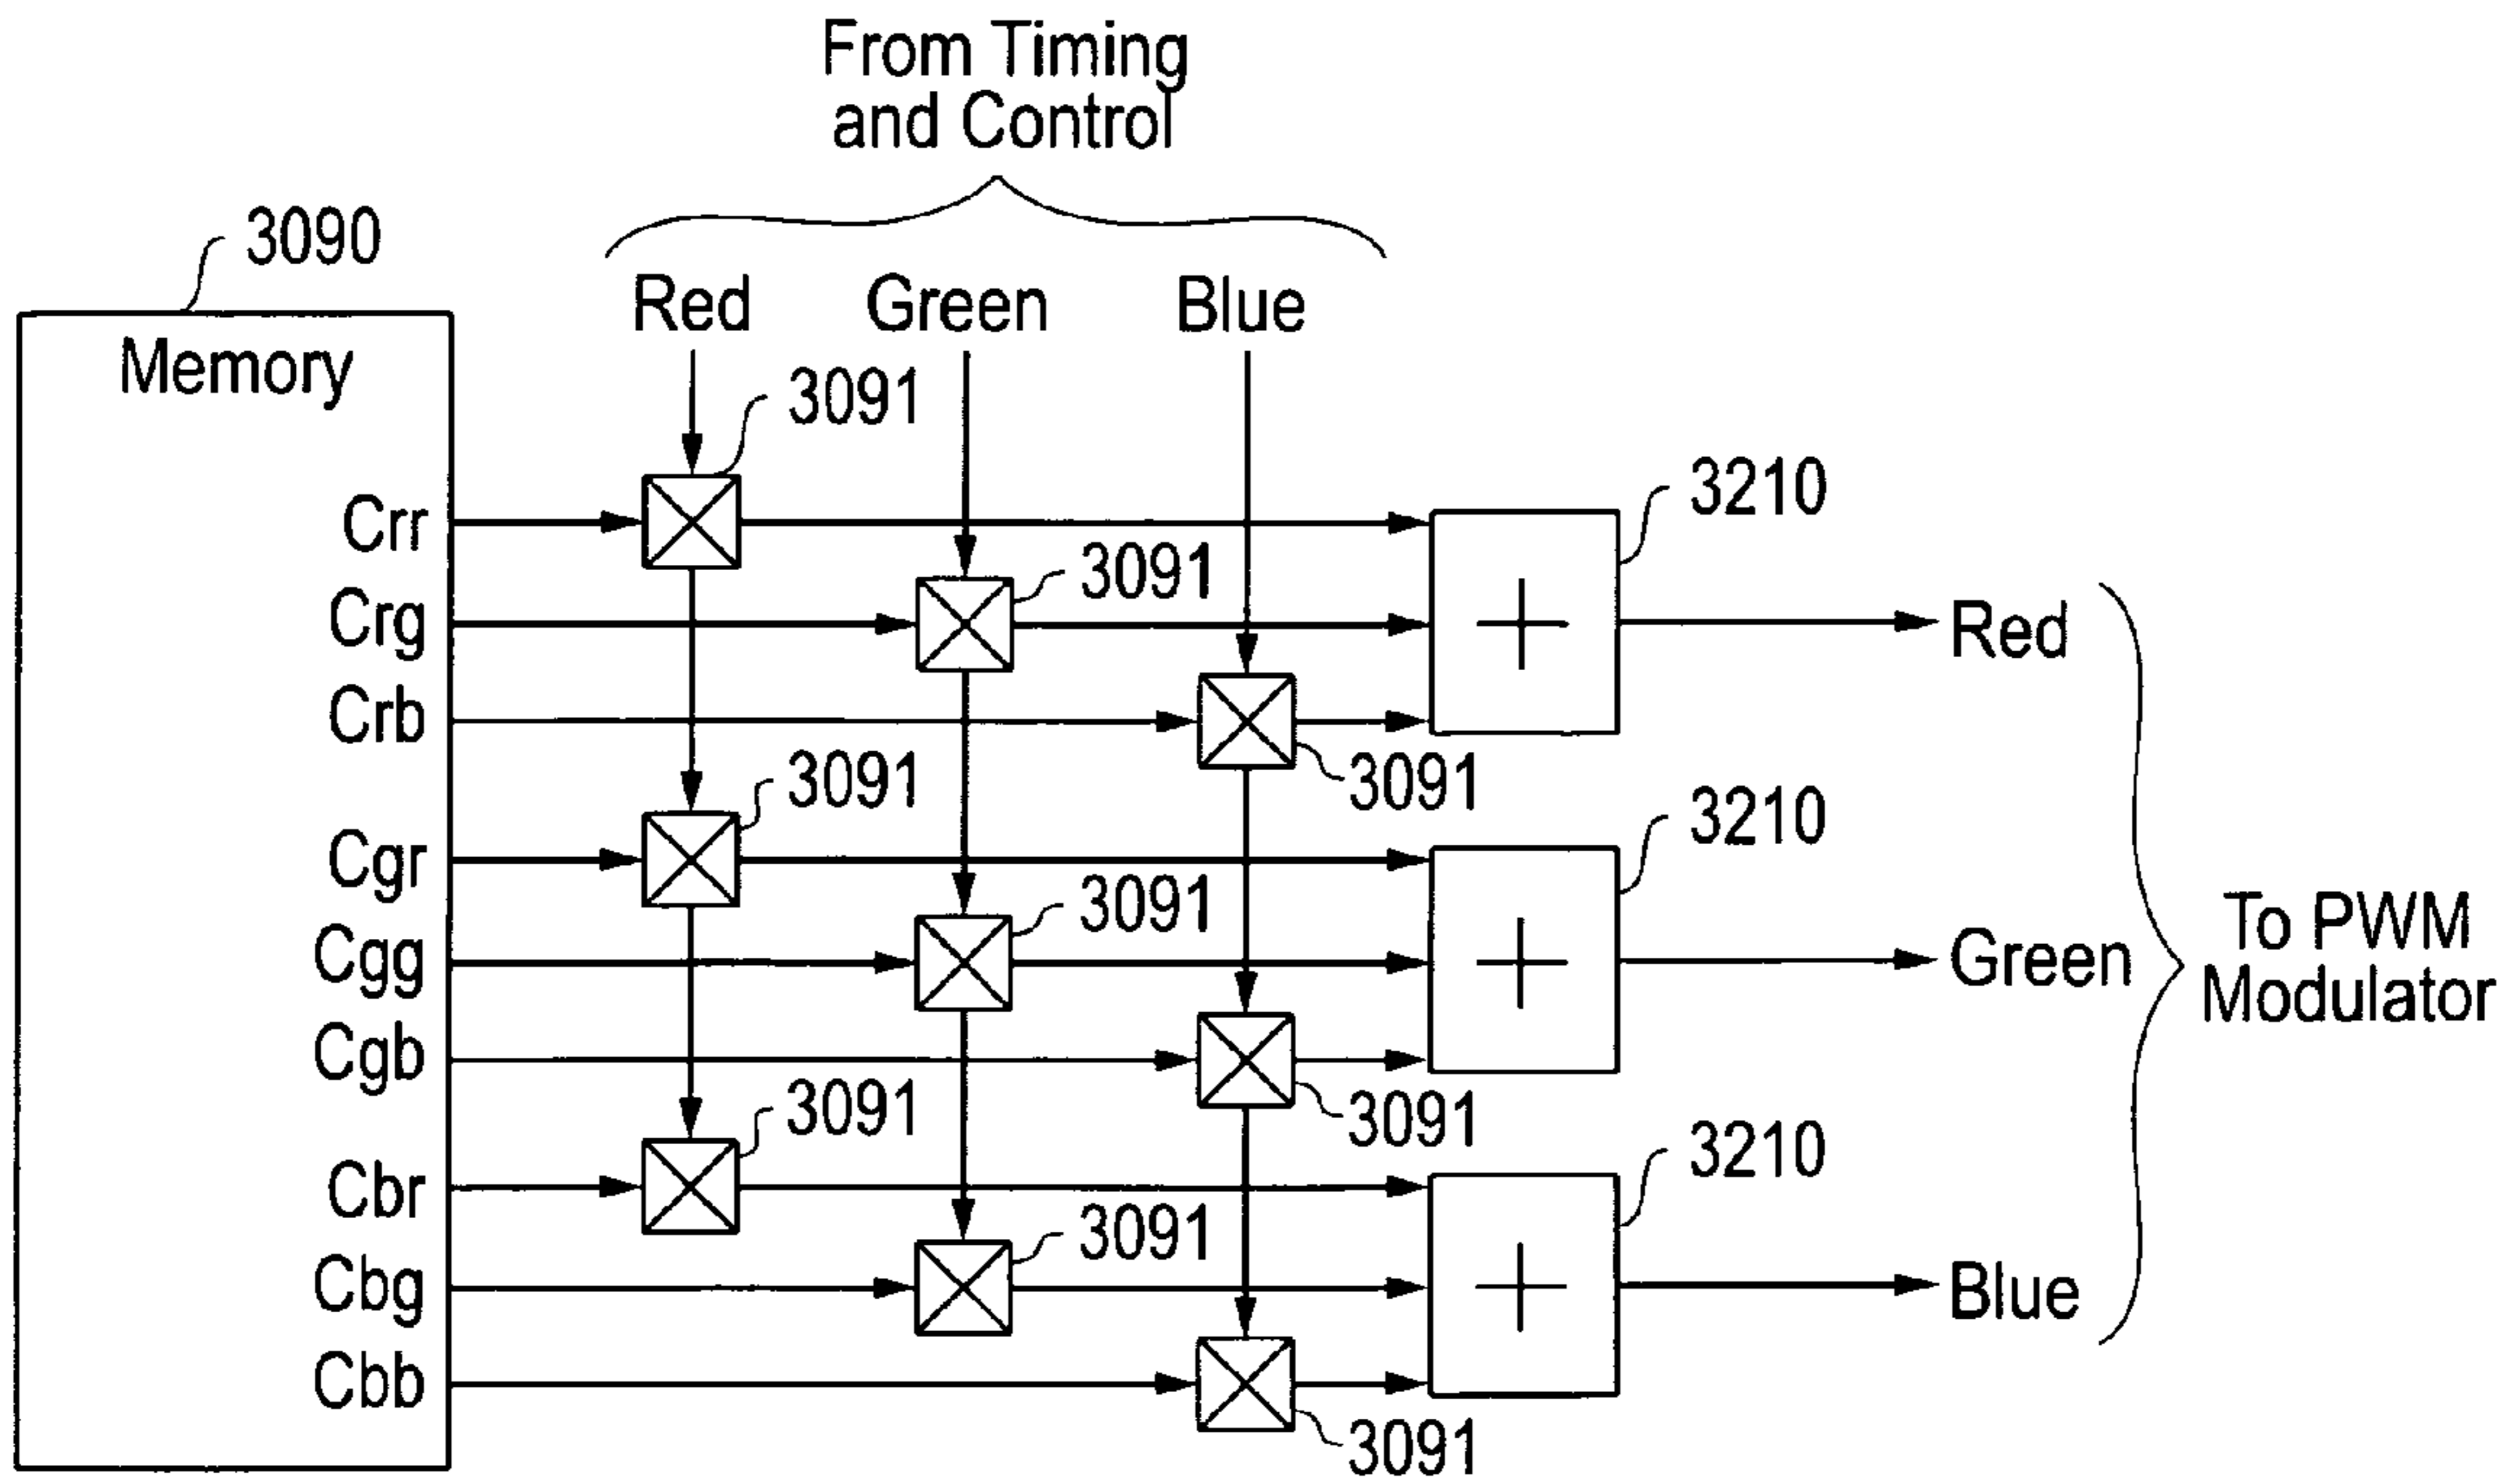 From Timing
and Control
3090
Red
Green
Blue
Memory
3091
Crr
3210
3091
Crg
Red
Crb
3091
3091
3210
Cgr
3091
Cgg
Green
To PWM
Modulator
Cgb
3091
3091
3210
Cbr
3091
Cbg
Blue
Cbb
3091